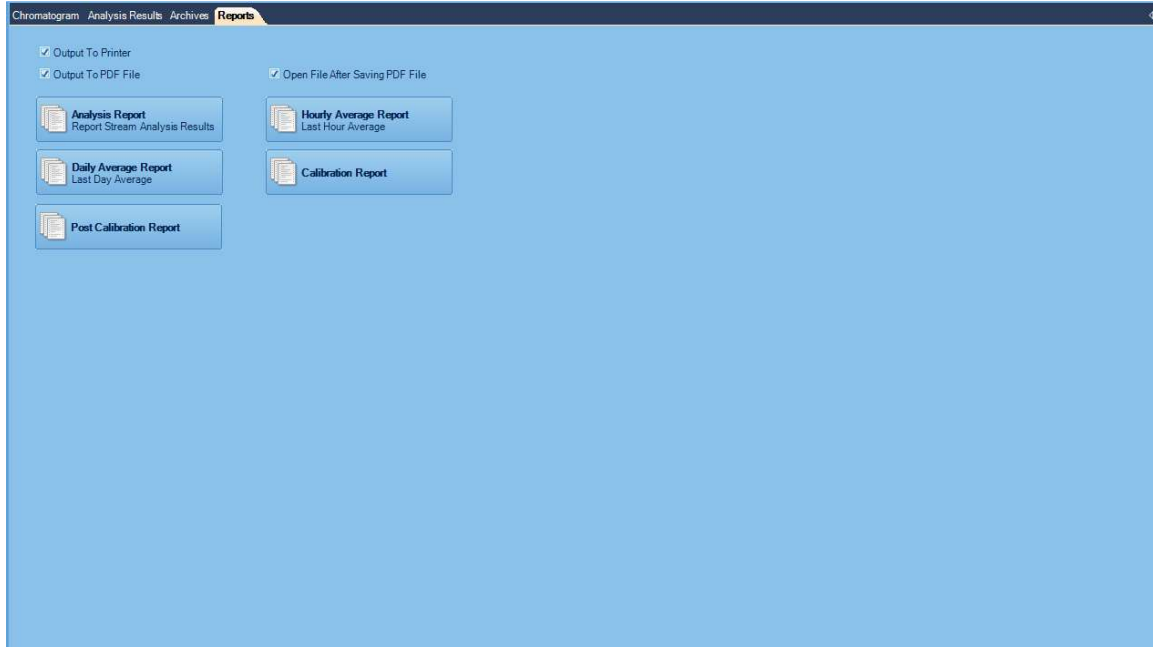 Chromatogram Analysis Results Archives Reports
Output To Printer
Output To PDF File
Open File After Saving PDF File
Analysis Report
Report Stream Analysis Results
Hourly Average Report
Last Hour Average
Daily Average Report
Last Day Average
Calibration Report
Post Calibration Report